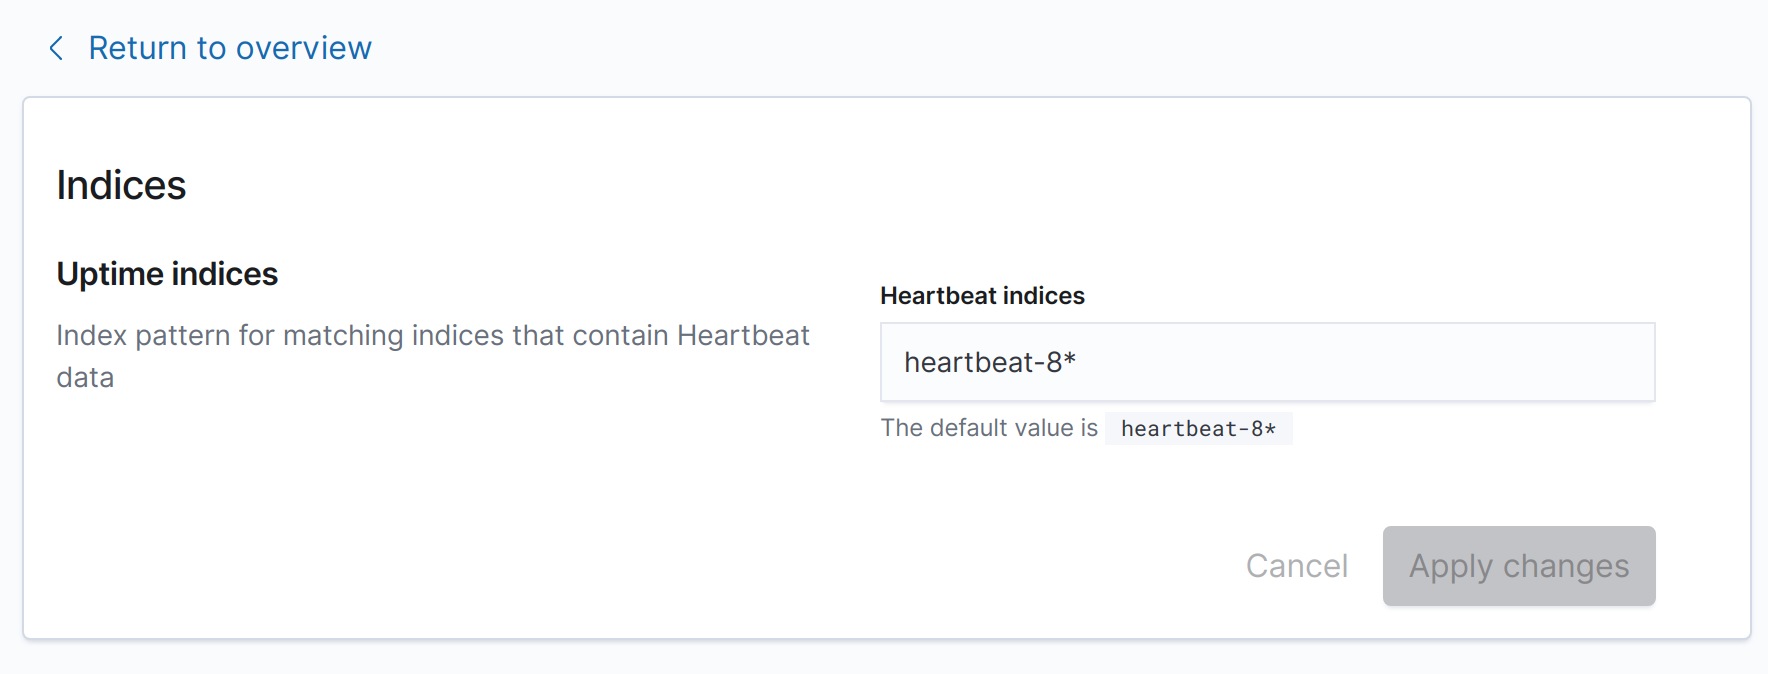 Return to overview
Indices
Uptime indices
Index pattern for matching indices that contain Heartbeat
data
Heartbeat indices
heartbeat-8*
The default value is heartbeat-8*
Cancel
Apply changes